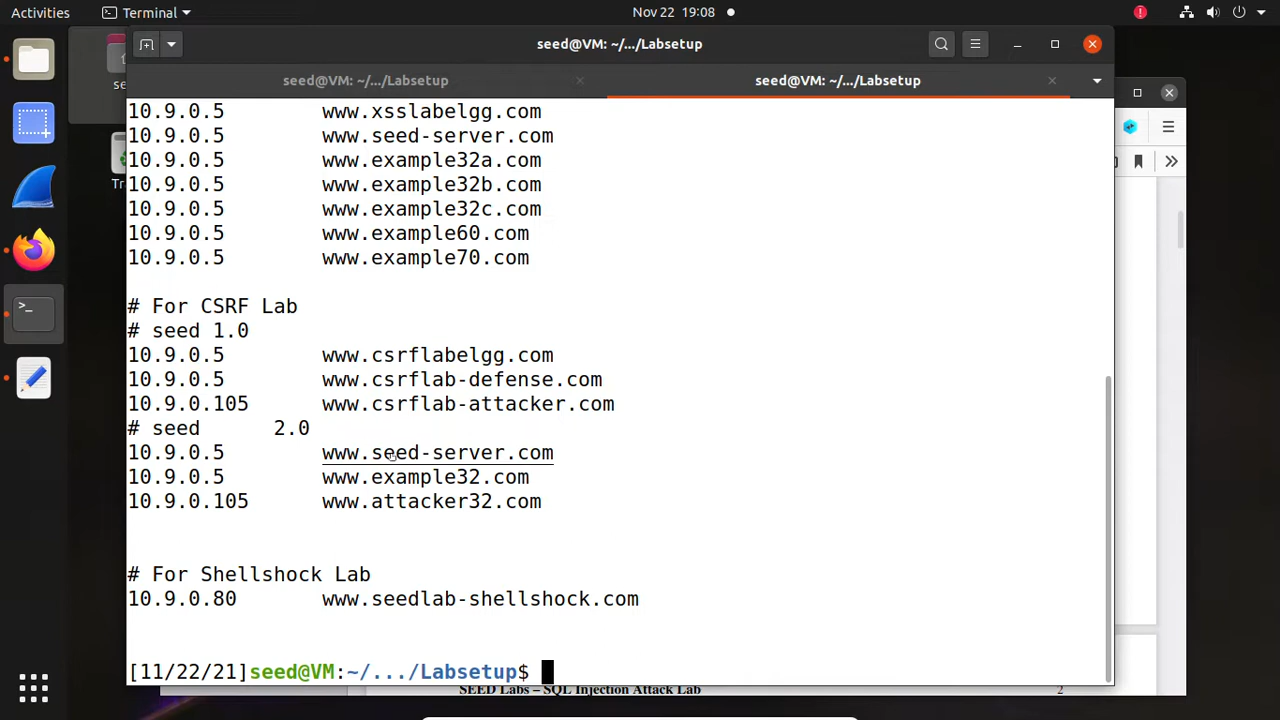 Activities Terminal Nov 22 19:08
seed@VM: ~/.../Labsetup
seed@VM: ~/.../Labsetup seed@VM: ~/.../Labsetup
10.9.0.5 www.xsslabelgg.com
10.9.0.5 www.seed-server.com
10.9.0.5 www.example32a.com
10.9.0.5 www.example32b.com
10.9.0.5 www.example32c.com
10.9.0.5 www.example60.com
10.9.0.5 www.example70.com
# For CSRF Lab
# seed 1.0
10.9.0.5 www.csrflabelgg.com
10.9.0.5 www.csrflab-defense.com
10.9.0.105 www.csrflab-attacker.com
# seed 2.0
10.9.0.5 www.seed-server.com
10.9.0.5 www.example32.com
10.9.0.105 www.attacker32.com
# For Shellshock Lab
10.9.0.80 www.seedlab-shellshock.com
[11/22/21]seed@VM:~/.../Labsetup$
SEED Labs – SQL Injection Attack Lab 2
se
Tr